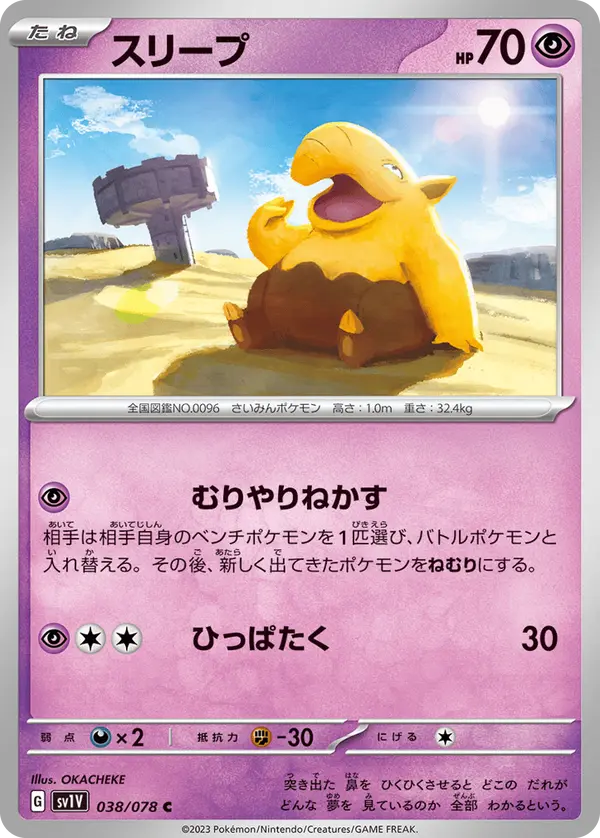 たね スリープ HP70
全国図鑑NO.0096 さいみんポケモン 高さ：1.0m 重さ：32.4kg
むりやりねかす
相手は相手自身のベンチポケモンを1匹選び、バトルポケモンと
入れ替える。その後、新しく出てきたポケモンをねむりにする。
ひっぱたく 30
弱点 ×2 抵抗力 -30 にげる
Illus. OKACHEKE
突き出た 鼻を ひくひくさせると どこの だれが
どんな 夢を 見ているのか 全部 わかるという。
G sv1V 038/078 C
©2023 Pokémon/Nintendo/Creatures/GAME FREAK.